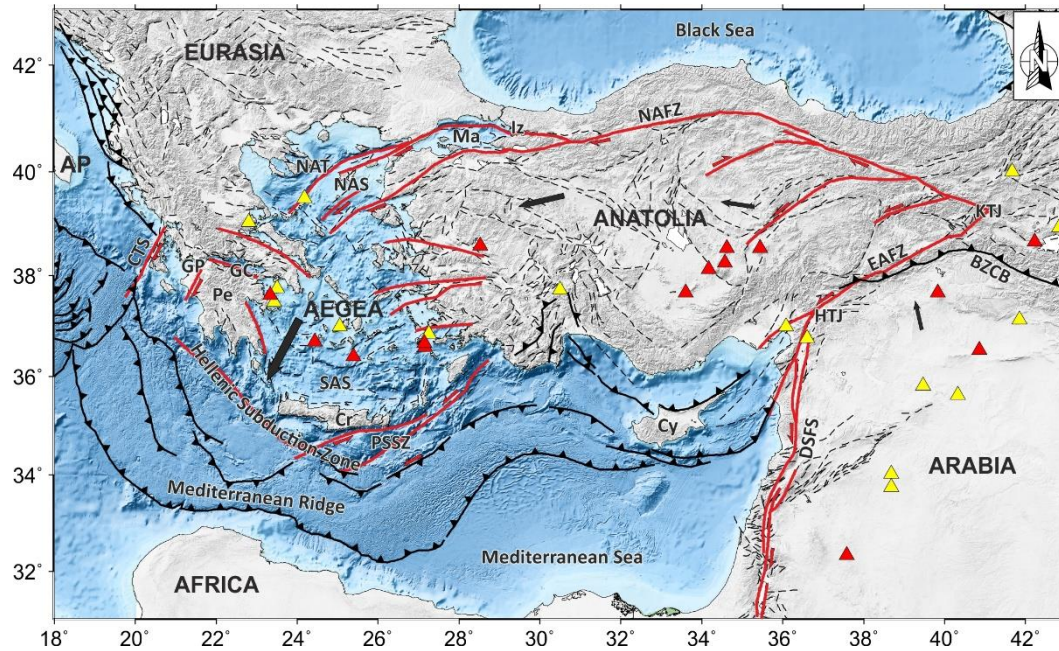 Black Sea
N
EURASIA
42°
NAFZ
Iz
Ma
AP
40°
NAT
NAS
KTJ
ANATOLIA
CTS
EAFZ
BZCB
GP
GC
38°
Pe
AEGEA
HTJ
36°
SAS
Hellenic Subduction Zone
Cr
PSSZ
Cy
DSFS
34°
ARABIA
Mediterranean Ridge
Mediterranean Sea
32°
AFRICA
18° 20° 22° 24° 26° 28° 30° 32° 34° 36° 38° 40° 42°